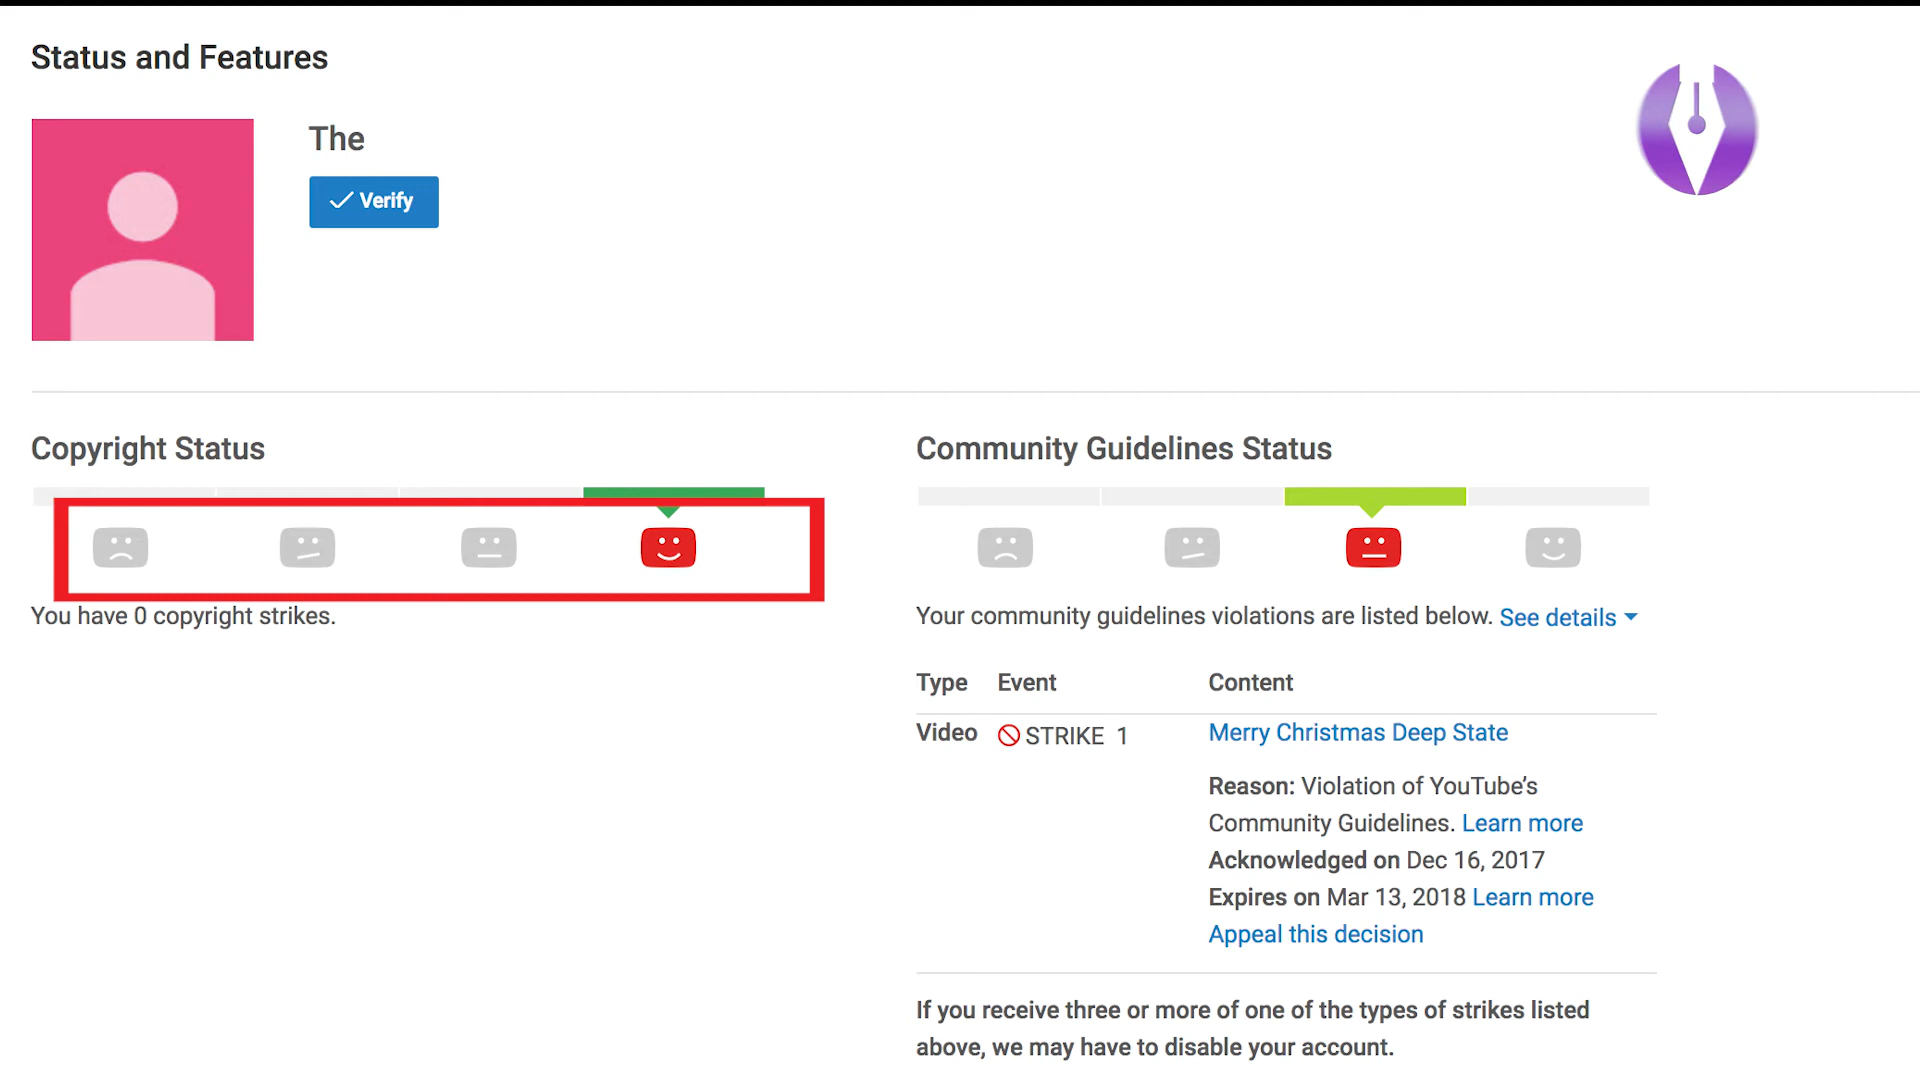 Status and Features
The
Verify
Copyright Status
You have 0 copyright strikes.
Community Guidelines Status
Your community guidelines violations are listed below. See details
Type Event Content
Video STRIKE 1 Merry Christmas Deep State
Reason: Violation of YouTube’s
Community Guidelines. Learn more
Acknowledged on Dec 16, 2017
Expires on Mar 13, 2018 Learn more
Appeal this decision
If you receive three or more of one of the types of strikes listed
above, we may have to disable your account.